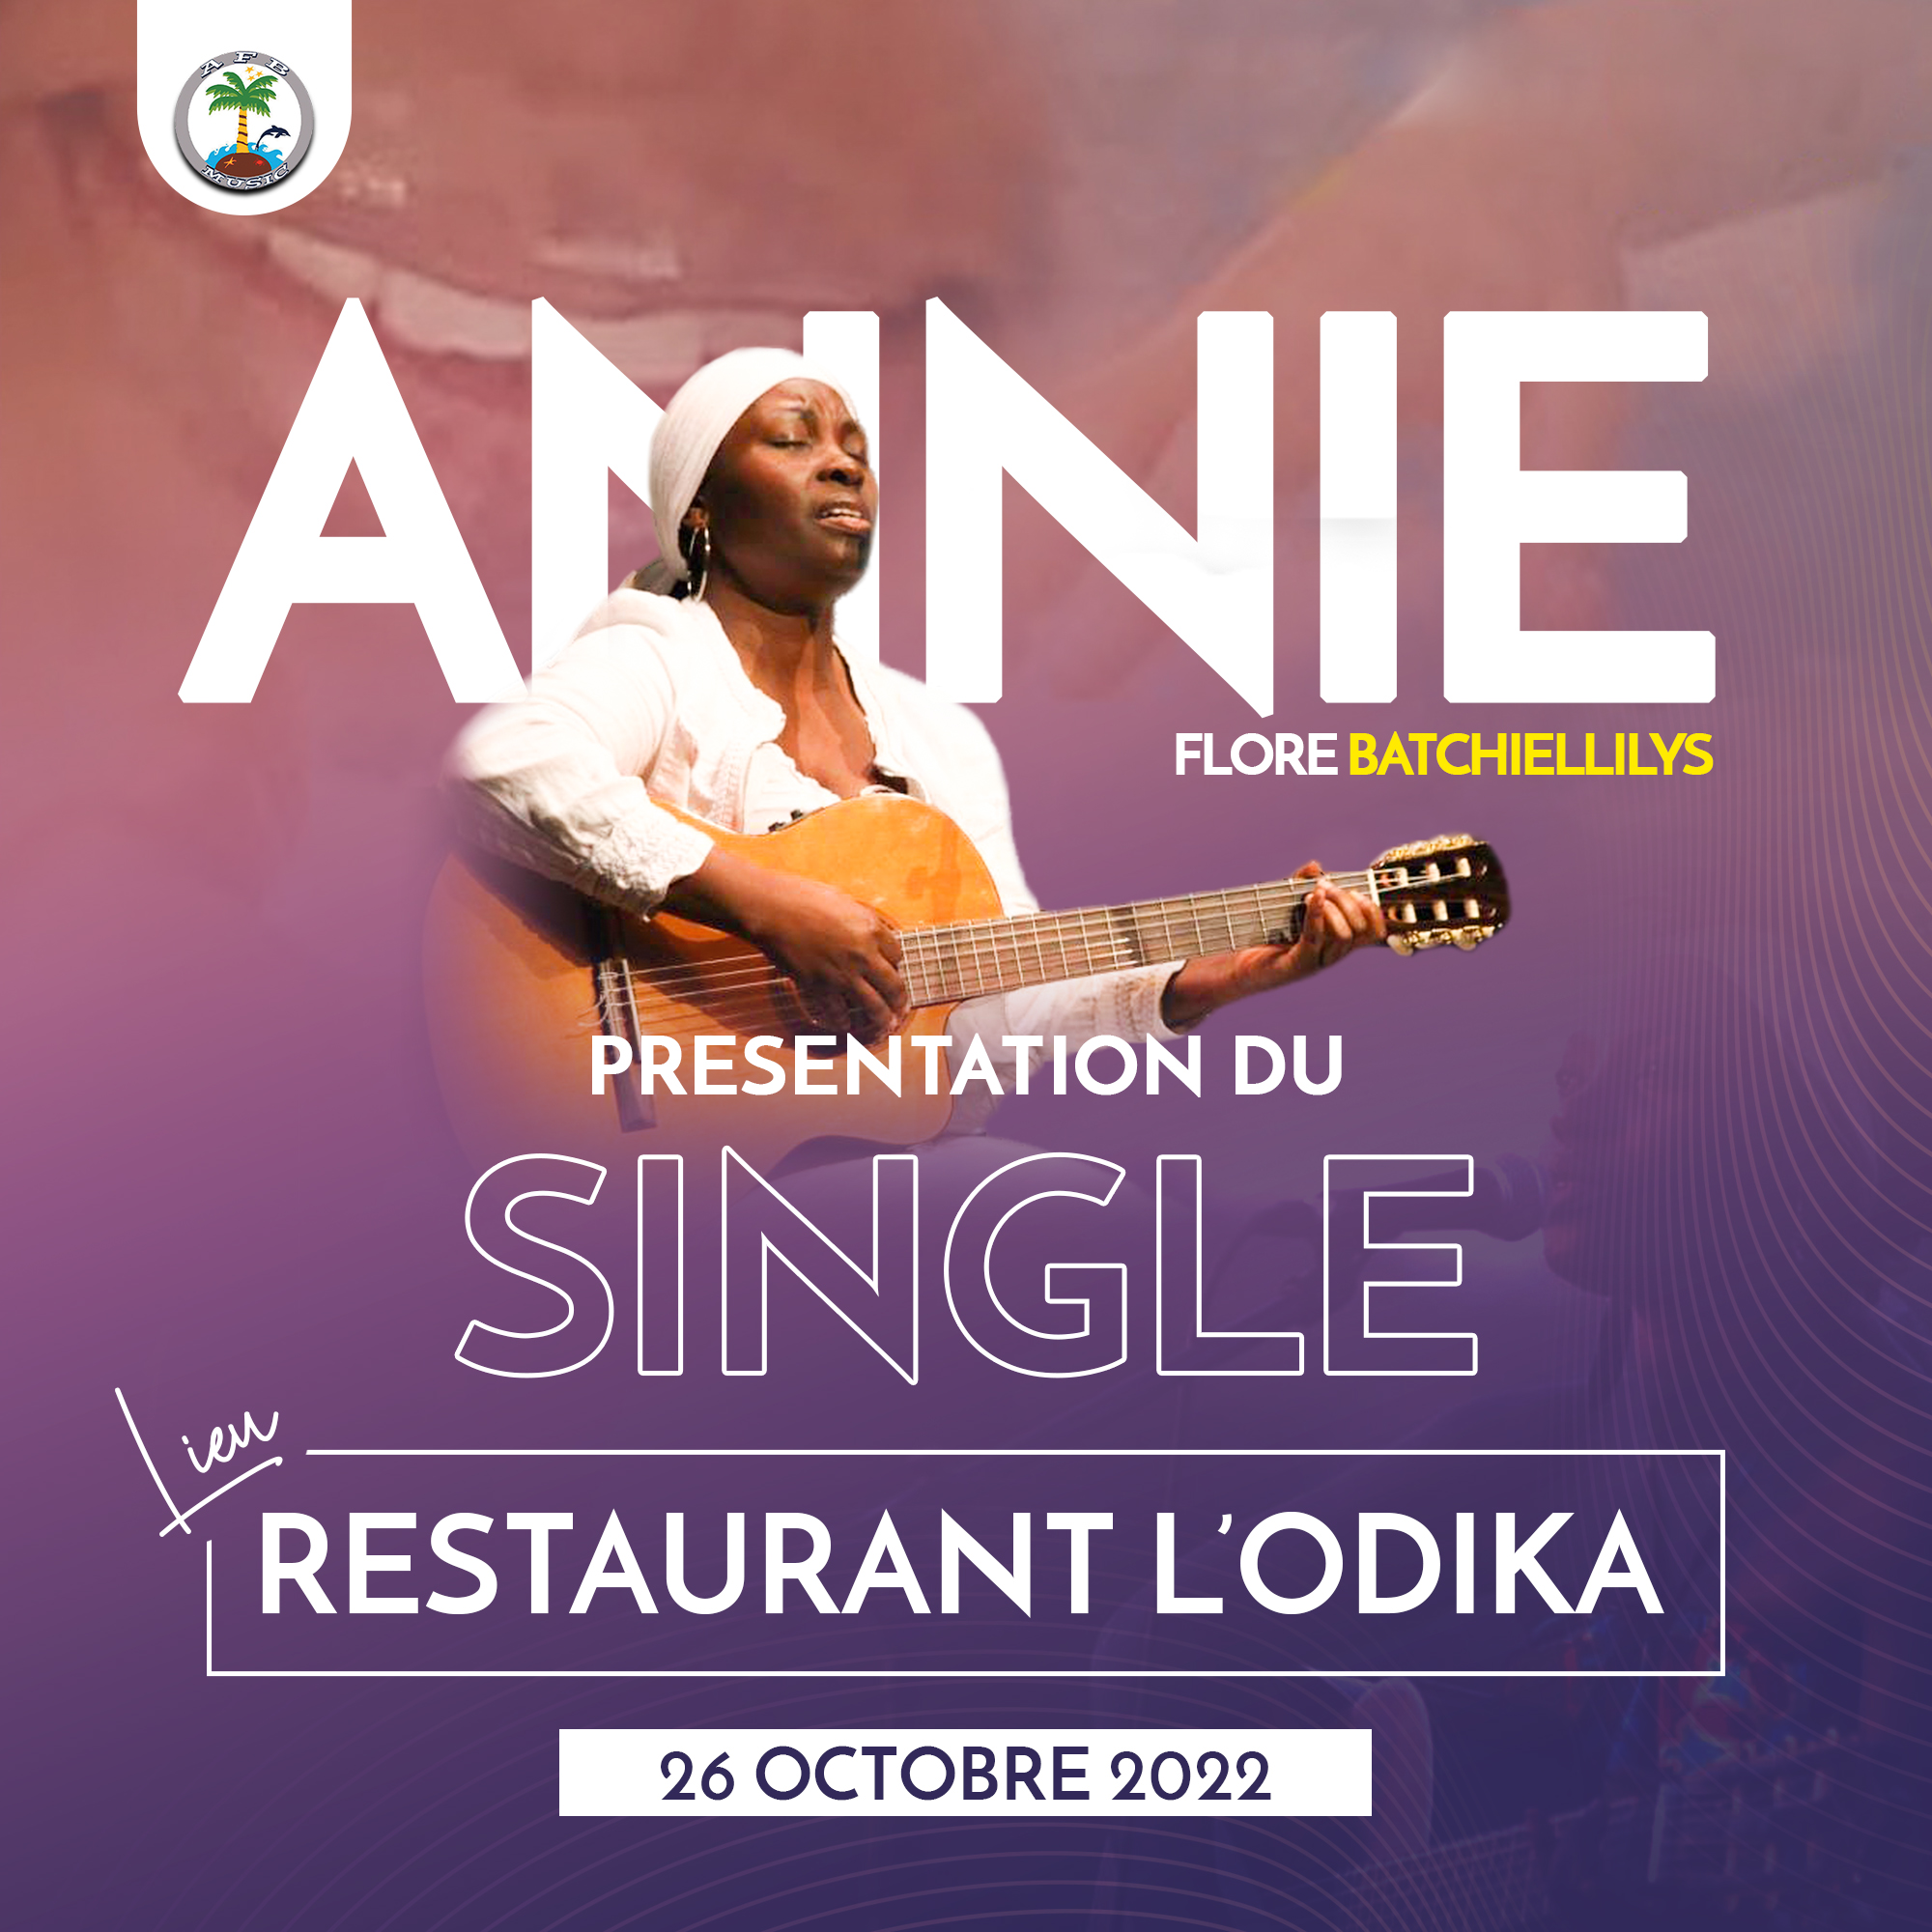 AFB
MUSIC
ANNIE
FLORE BATCHIELLILYS
PRESENTATION DU
SINGLE
Lieu
RESTAURANT L'ODIKA
26 OCTOBRE 2022